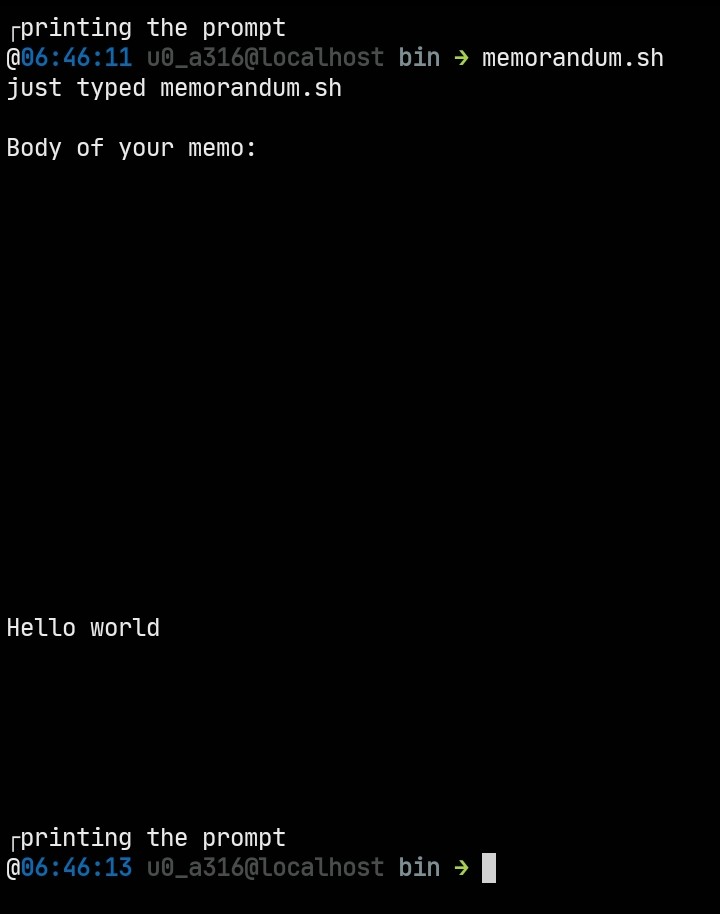 ┌printing the prompt
@06:46:11 u0_a316@localhost bin → memorandum.sh
just typed memorandum.sh
Body of your memo:
Hello world
┌printing the prompt
@06:46:13 u0_a316@localhost bin →